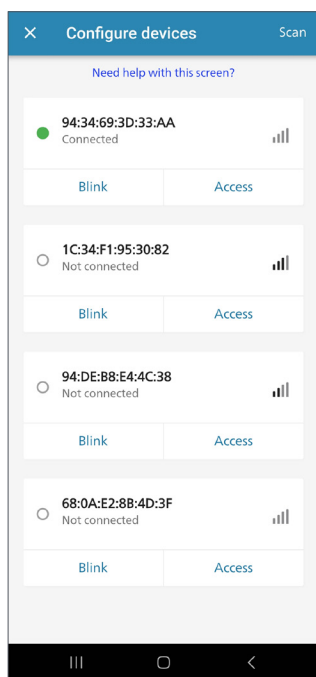 Configure devices
Scan
Need help with this screen?
94:34:69:3D:33:AA
Connected
Blink
Access
1C:34:F1:95:30:82
Not connected
Blink
Access
94:DE:B8:E4:4C:38
Not connected
Blink
Access
68:0A:E2:8B:4D:3F
Not connected
Blink
Access